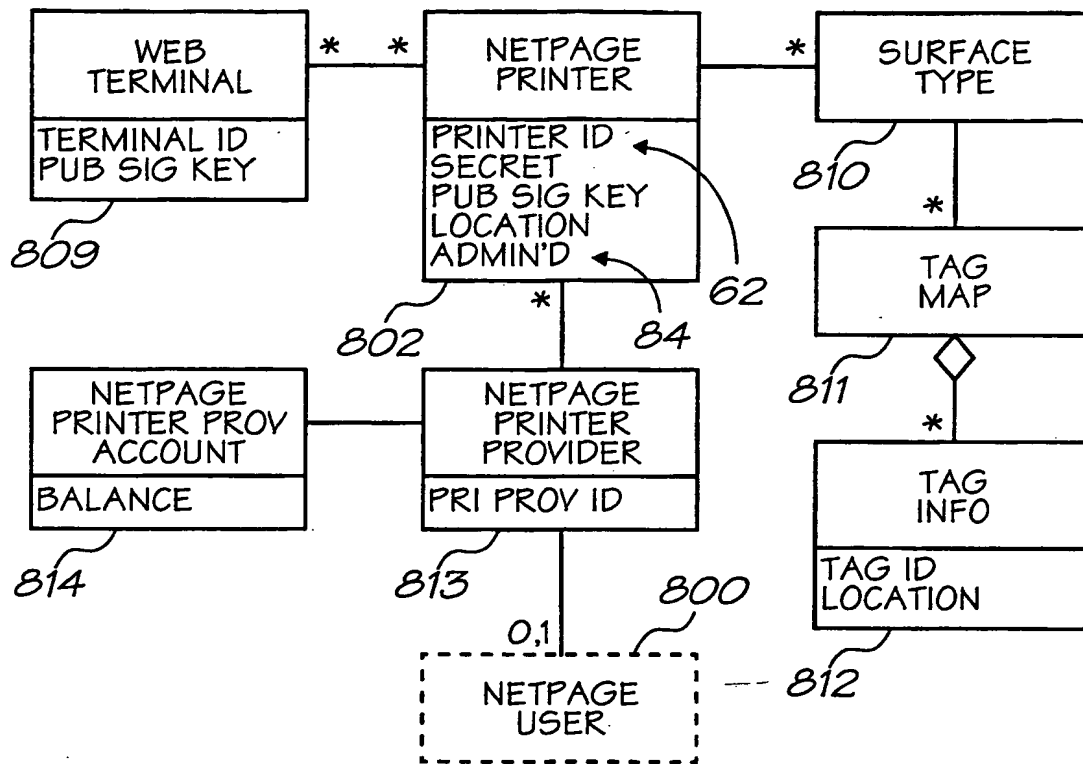 WEB
TERMINAL
TERMINAL ID
PUB SIG KEY
809
* *
NETPAGE
PRINTER
PRINTER ID
SECRET
PUB SIG KEY
LOCATION
ADMIN'D
802
62
84
*
SURFACE
TYPE
810
*
TAG
MAP
811
*
TAG
INFO
TAG ID
LOCATION
812
*
NETPAGE
PRINTER PROV
ACCOUNT
BALANCE
814
NETPAGE
PRINTER
PROVIDER
PRI PROV ID
813
0,1
800
NETPAGE
USER